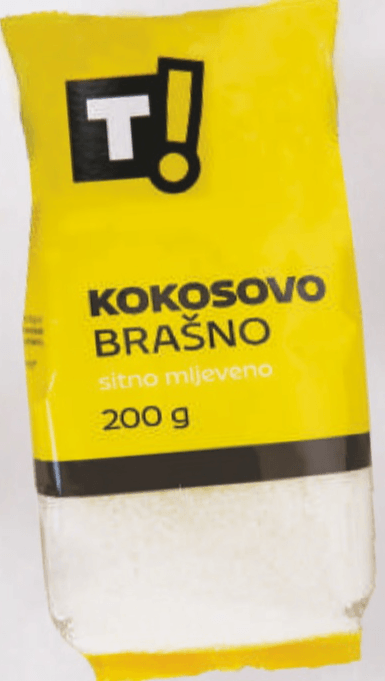 T!
KOKOSOVO
BRAŠNO
sitno mljeveno
200 g